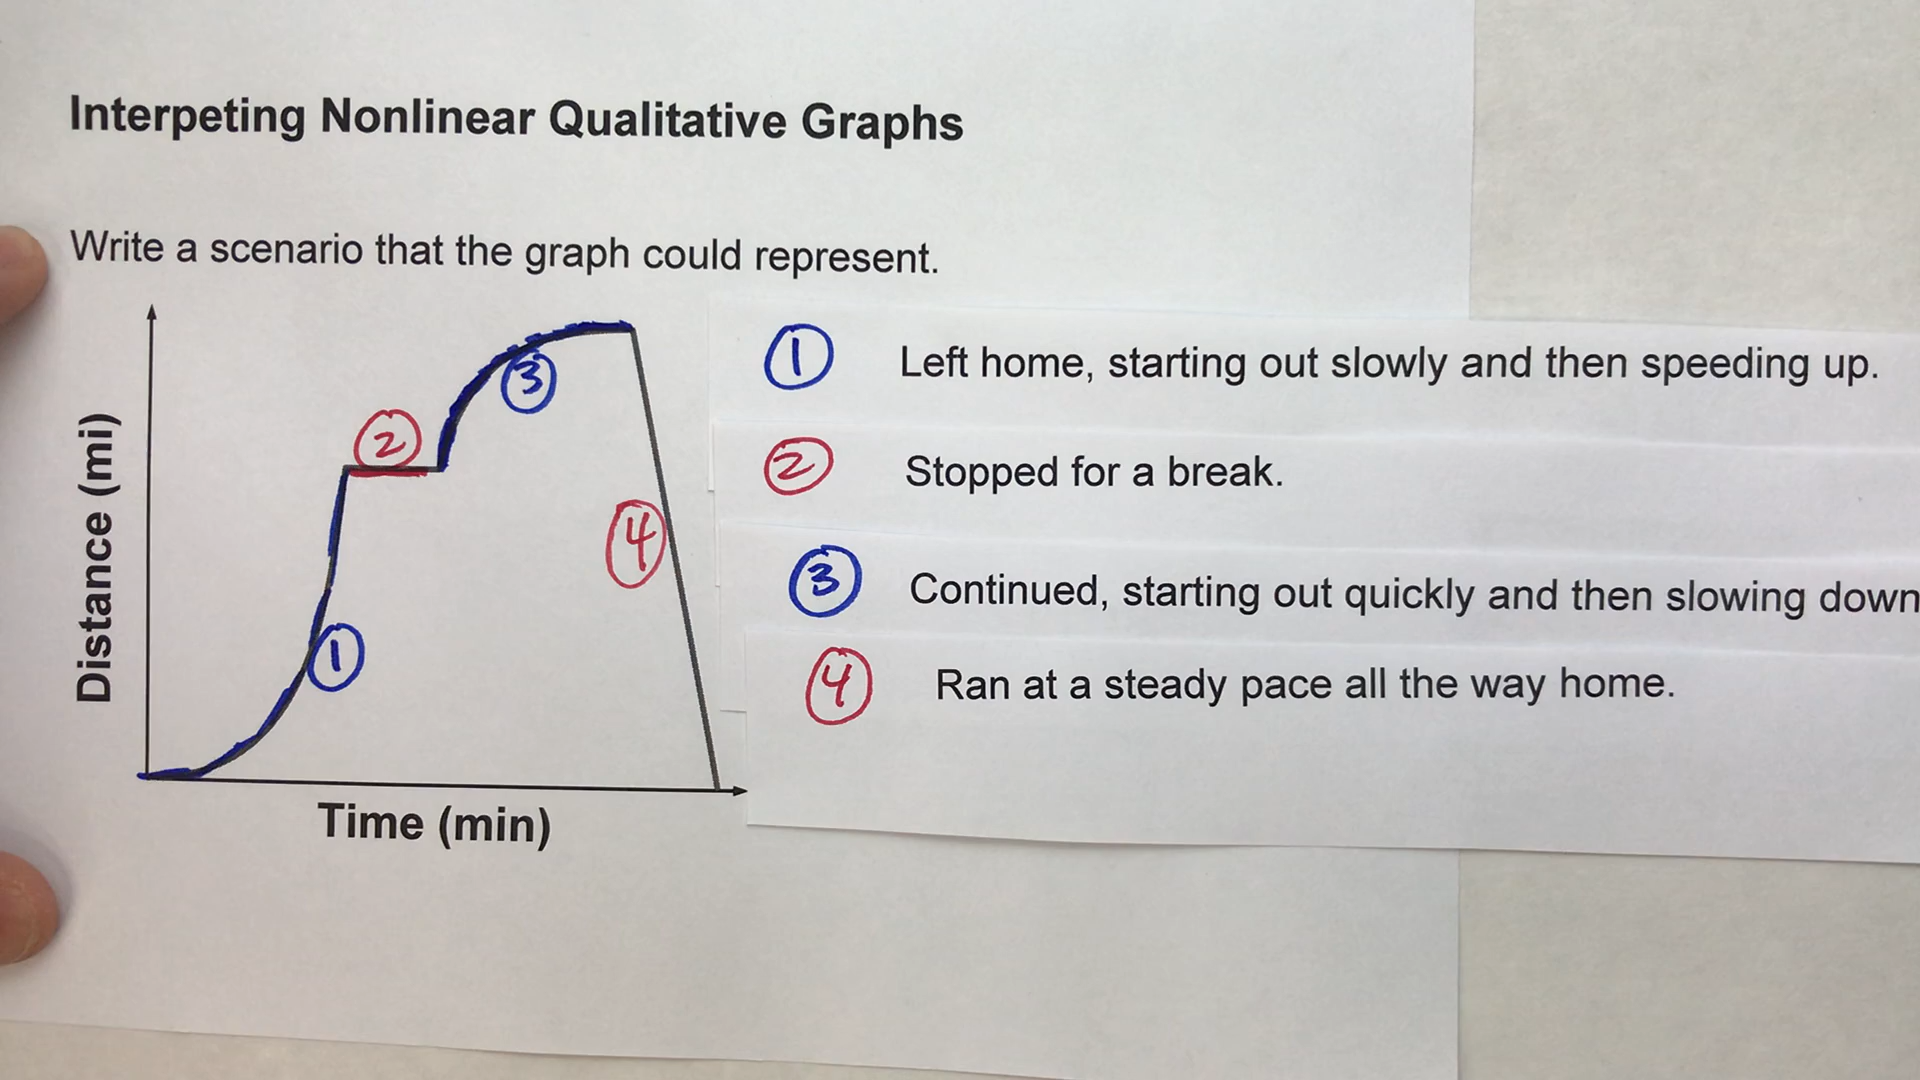 Interpeting Nonlinear Qualitative Graphs
Write a scenario that the graph could represent.
Distance (mi)
Time (min)
1
2
3
4
1 Left home, starting out slowly and then speeding up.
2 Stopped for a break.
3 Continued, starting out quickly and then slowing down
4 Ran at a steady pace all the way home.